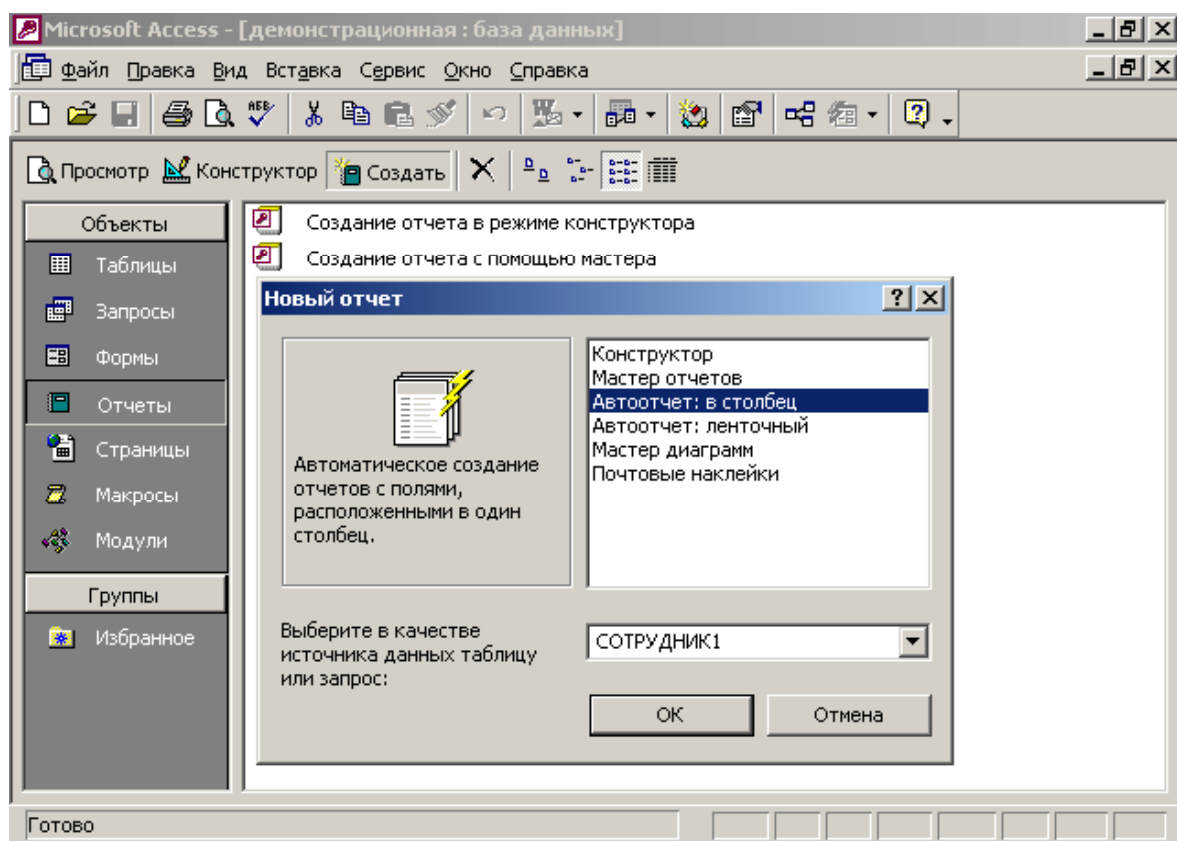 Microsoft Access - [демонстрационная : база данных]
Файл Правка Вид Вставка Сервис Окно Справка
Просмотр Конструктор Создать
Объекты
Таблицы
Запросы
Формы
Отчеты
Страницы
Макросы
Модули
Группы
Избранное
Создание отчета в режиме конструктора
Создание отчета с помощью мастера
Новый отчет
Автоматическое создание
отчетов с полями,
расположенными в один
столбец.
Конструктор
Мастер отчетов
Автоотчет: в столбец
Автоотчет: ленточный
Мастер диаграмм
Почтовые наклейки
Выберите в качестве
источника данных таблицу
или запрос:
СОТРУДНИК1
ОК
Отмена
Готово